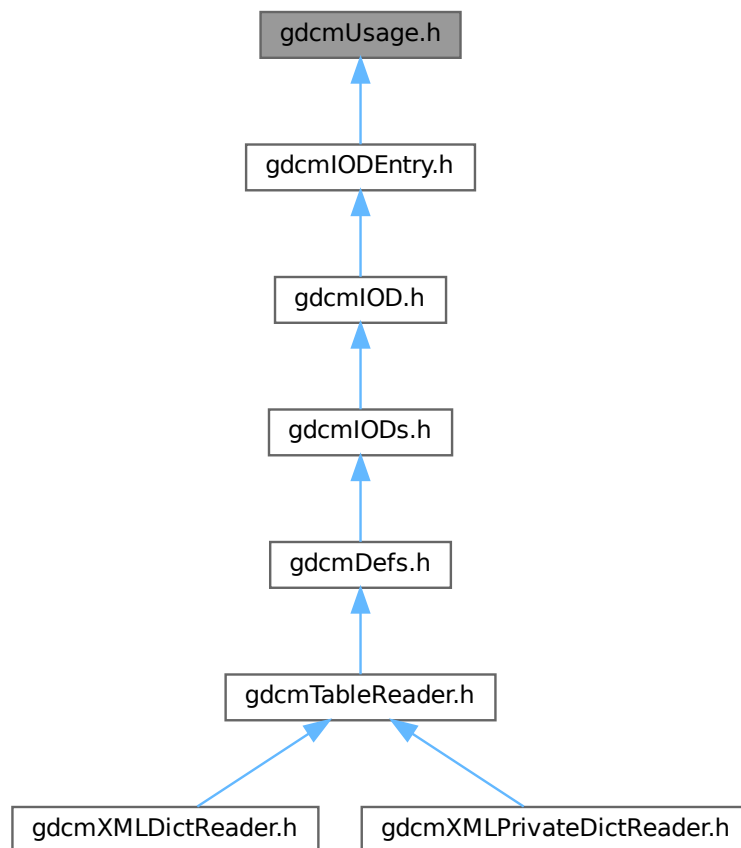 gdcmUsage.h
gdcmIODEntry.h
gdcmIOD.h
gdcmIODs.h
gdcmDefs.h
gdcmTableReader.h
gdcmXMLDictReader.h
gdcmXMLPrivateDictReader.h